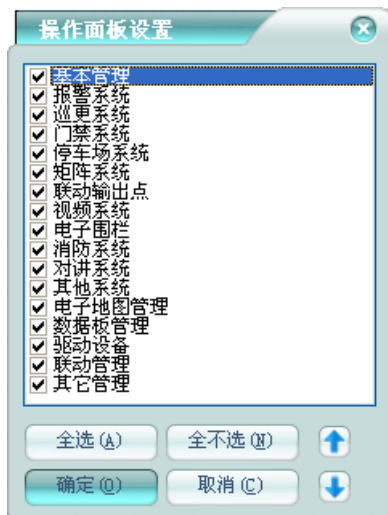 操作面板设置
基本管理
报警系统
巡更系统
门禁系统
停车场系统
矩阵系统
联动输出点
视频系统
电子围栏
消防系统
对讲系统
其他系统
电子地图管理
数据板管理
驱动设备
联动管理
其它管理
全选(A) 全不选(N)
确定(O) 取消(C)